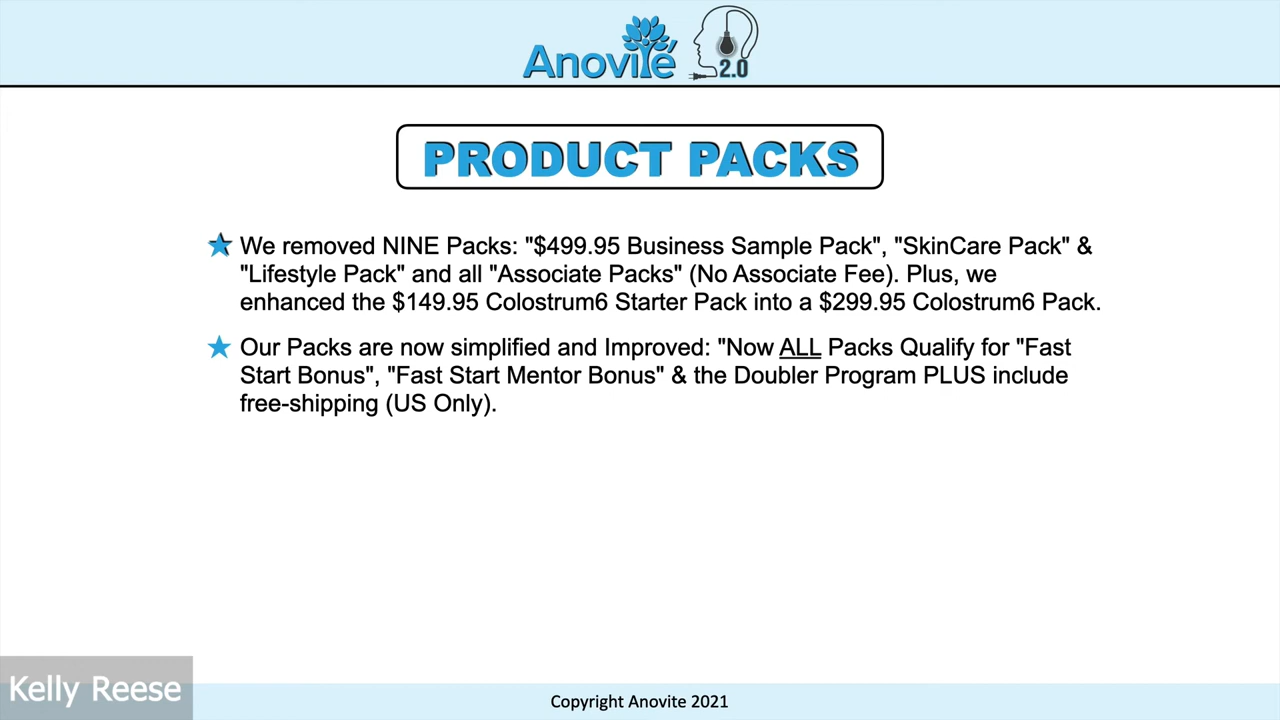 Anovité
2.0
PRODUCT PACKS
We removed NINE Packs: "$499.95 Business Sample Pack", "SkinCare Pack" &
"Lifestyle Pack" and all "Associate Packs" (No Associate Fee). Plus, we
enhanced the $149.95 Colostrum6 Starter Pack into a $299.95 Colostrum6 Pack.
Our Packs are now simplified and Improved: "Now ALL Packs Qualify for "Fast
Start Bonus", "Fast Start Mentor Bonus" & the Doubler Program PLUS include
free-shipping (US Only).
Kelly Reese
Copyright Anovite 2021